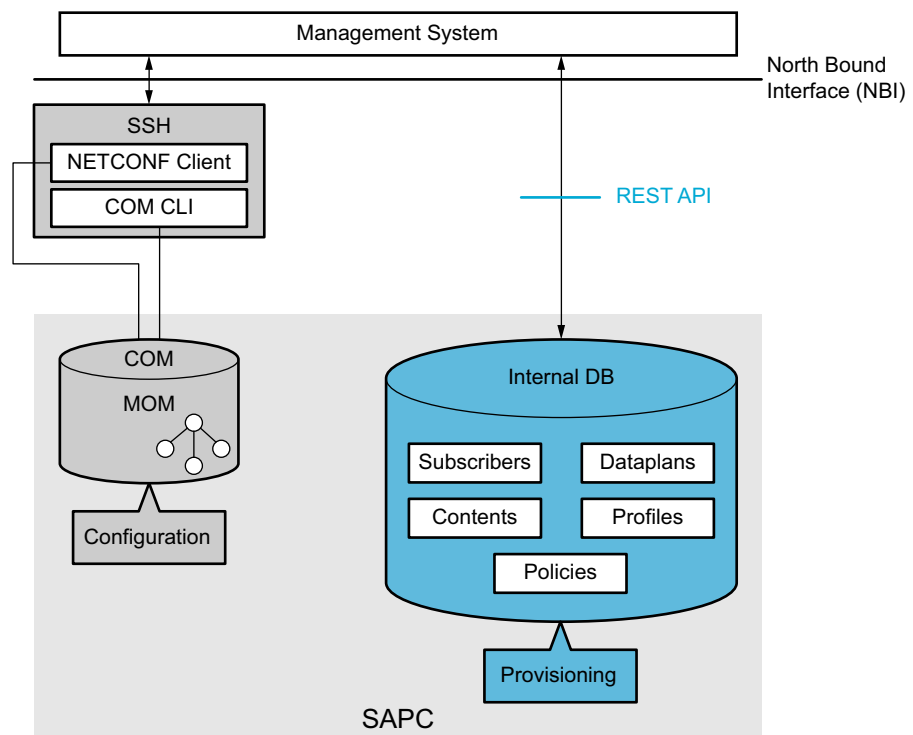 Management System
North Bound
Interface (NBI)
SSH
NETCONF Client
COM CLI
REST API
COM
MOM
Configuration
Internal DB
Subscribers
Dataplans
Contents
Profiles
Policies
Provisioning
SAPC